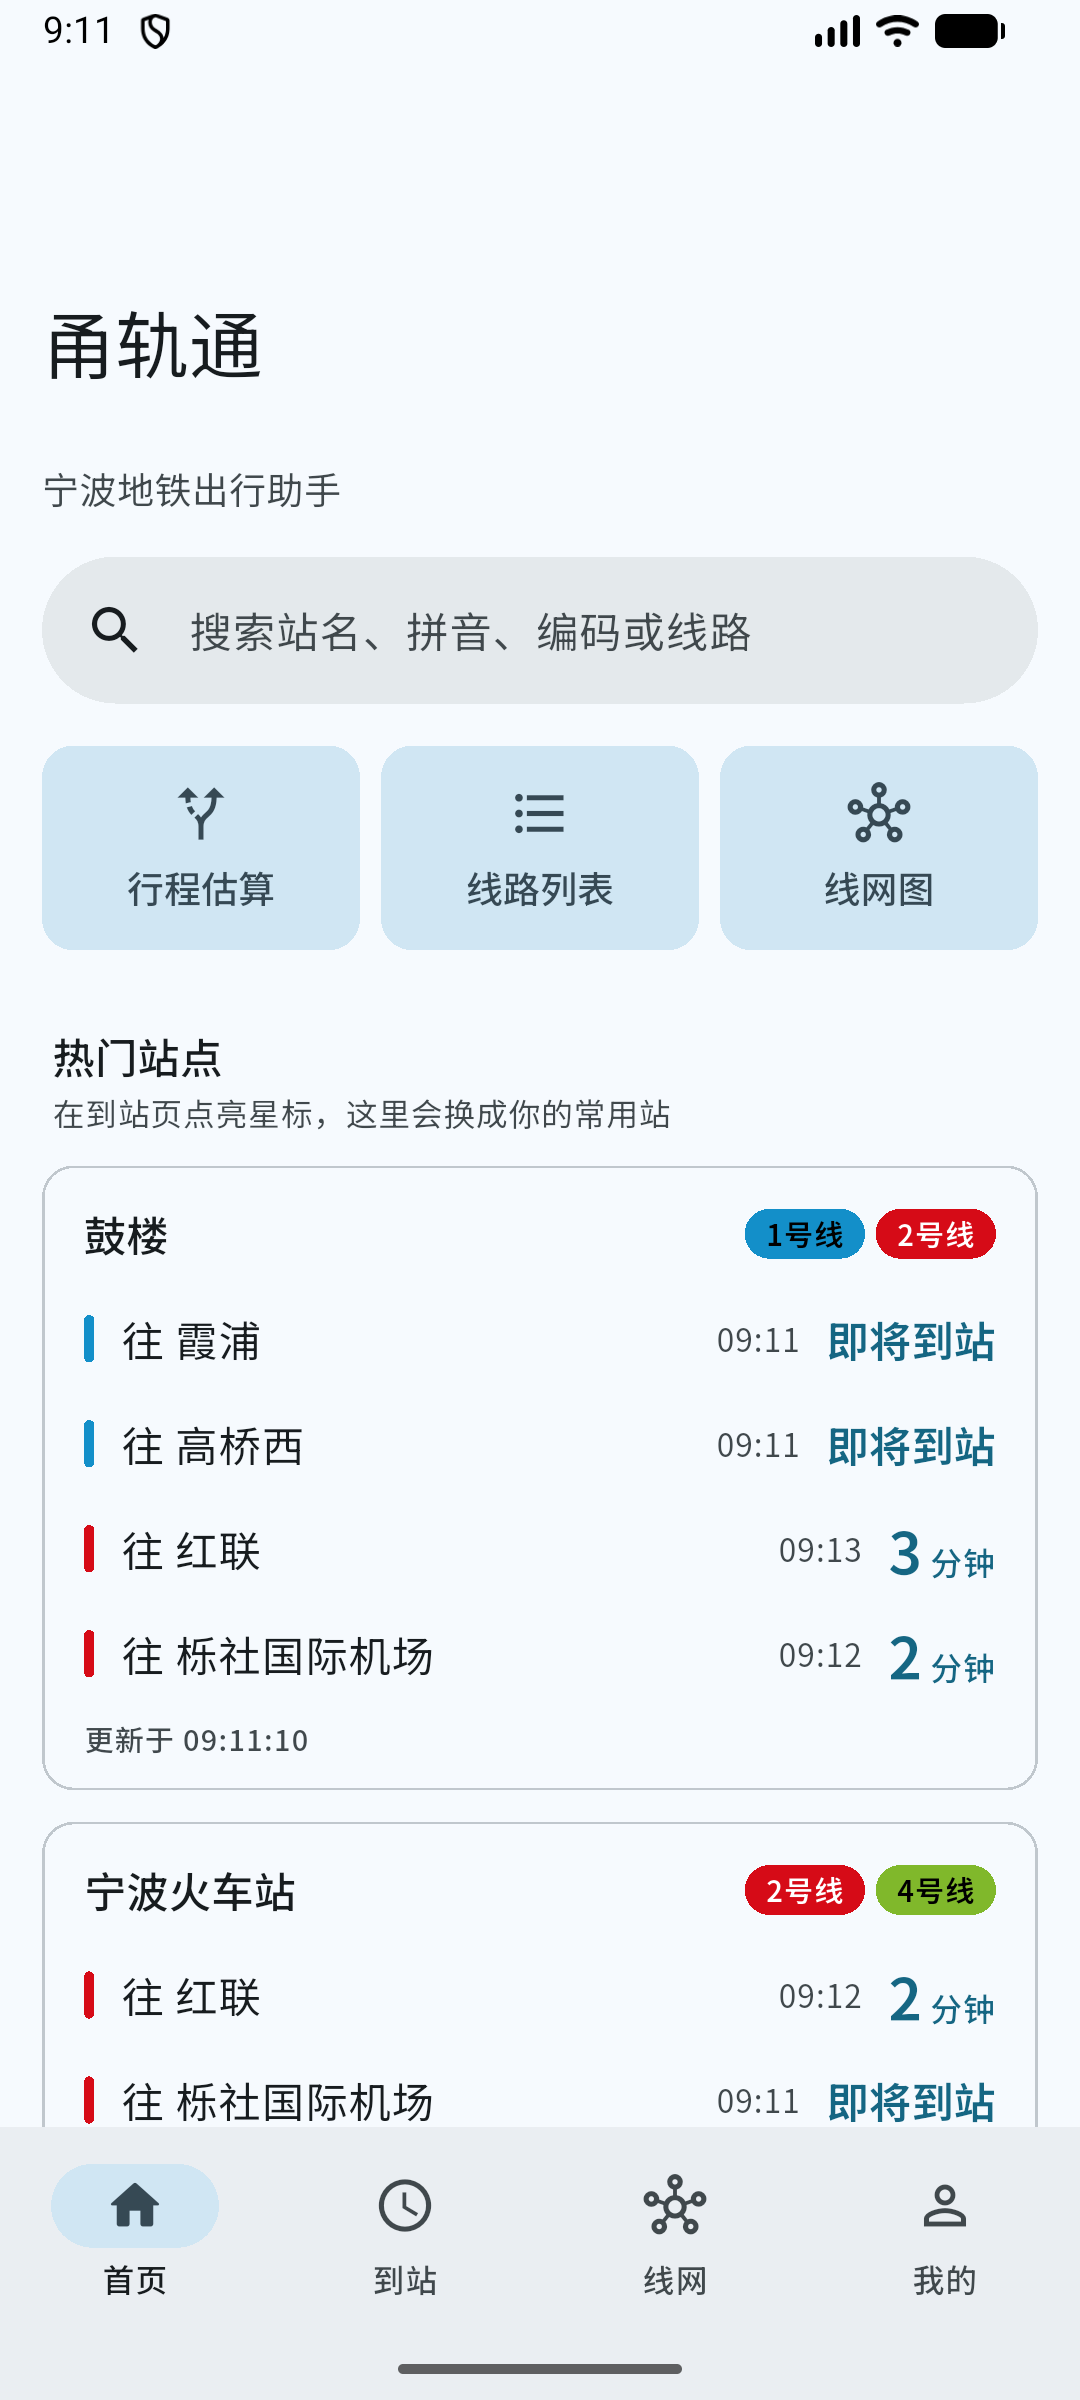 9:11
甬轨通
宁波地铁出行助手
搜索站名、拼音、编码或线路
行程估算 线路列表 线网图
热门站点
在到站页点亮星标，这里会换成你的常用站
鼓楼 1号线 2号线
往 霞浦 09:11 即将到站
往 高桥西 09:11 即将到站
往 红联 09:13 3 分钟
往 栎社国际机场 09:12 2 分钟
更新于 09:11:10
宁波火车站 2号线 4号线
往 红联 09:12 2 分钟
往 栎社国际机场 09:11 即将到站
首页 到站 线网 我的